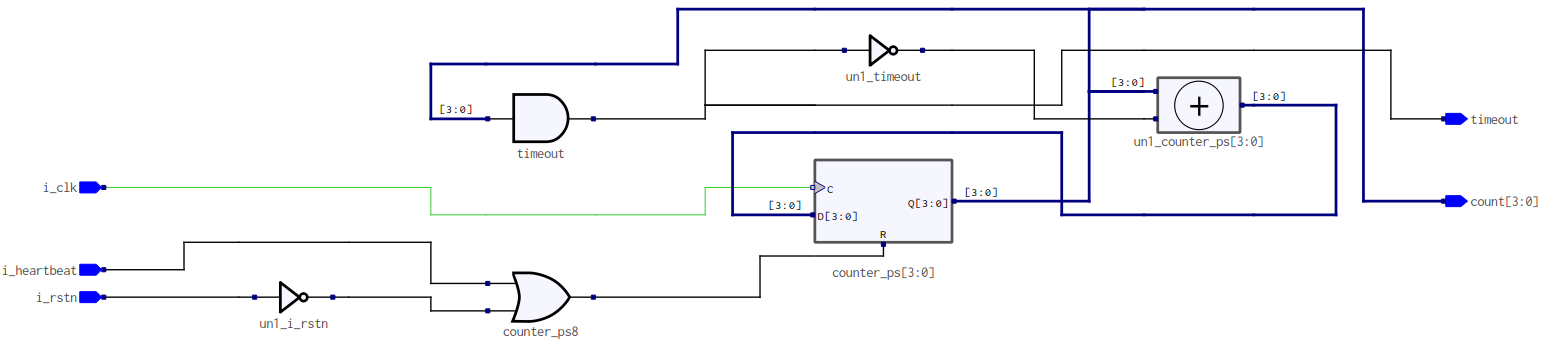 [3:0]
timeout
un1_timeout
[3:0]
[3:0]
+
un1_counter_ps[3:0]
timeout
i_clk
[3:0]
C
D[3:0]
Q[3:0]
R
[3:0]
counter_ps[3:0]
count[3:0]
i_heartbeat
i_rstn
un1_i_rstn
counter_ps8